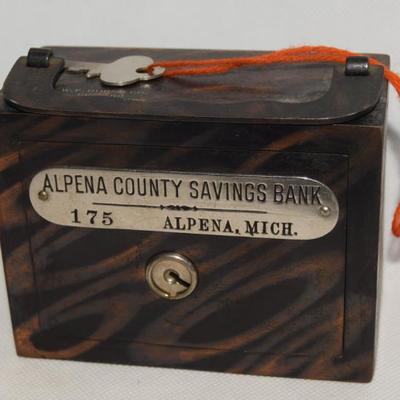 ALPENA COUNTY SAVINGS BANK
175 ALPENA, MICH.